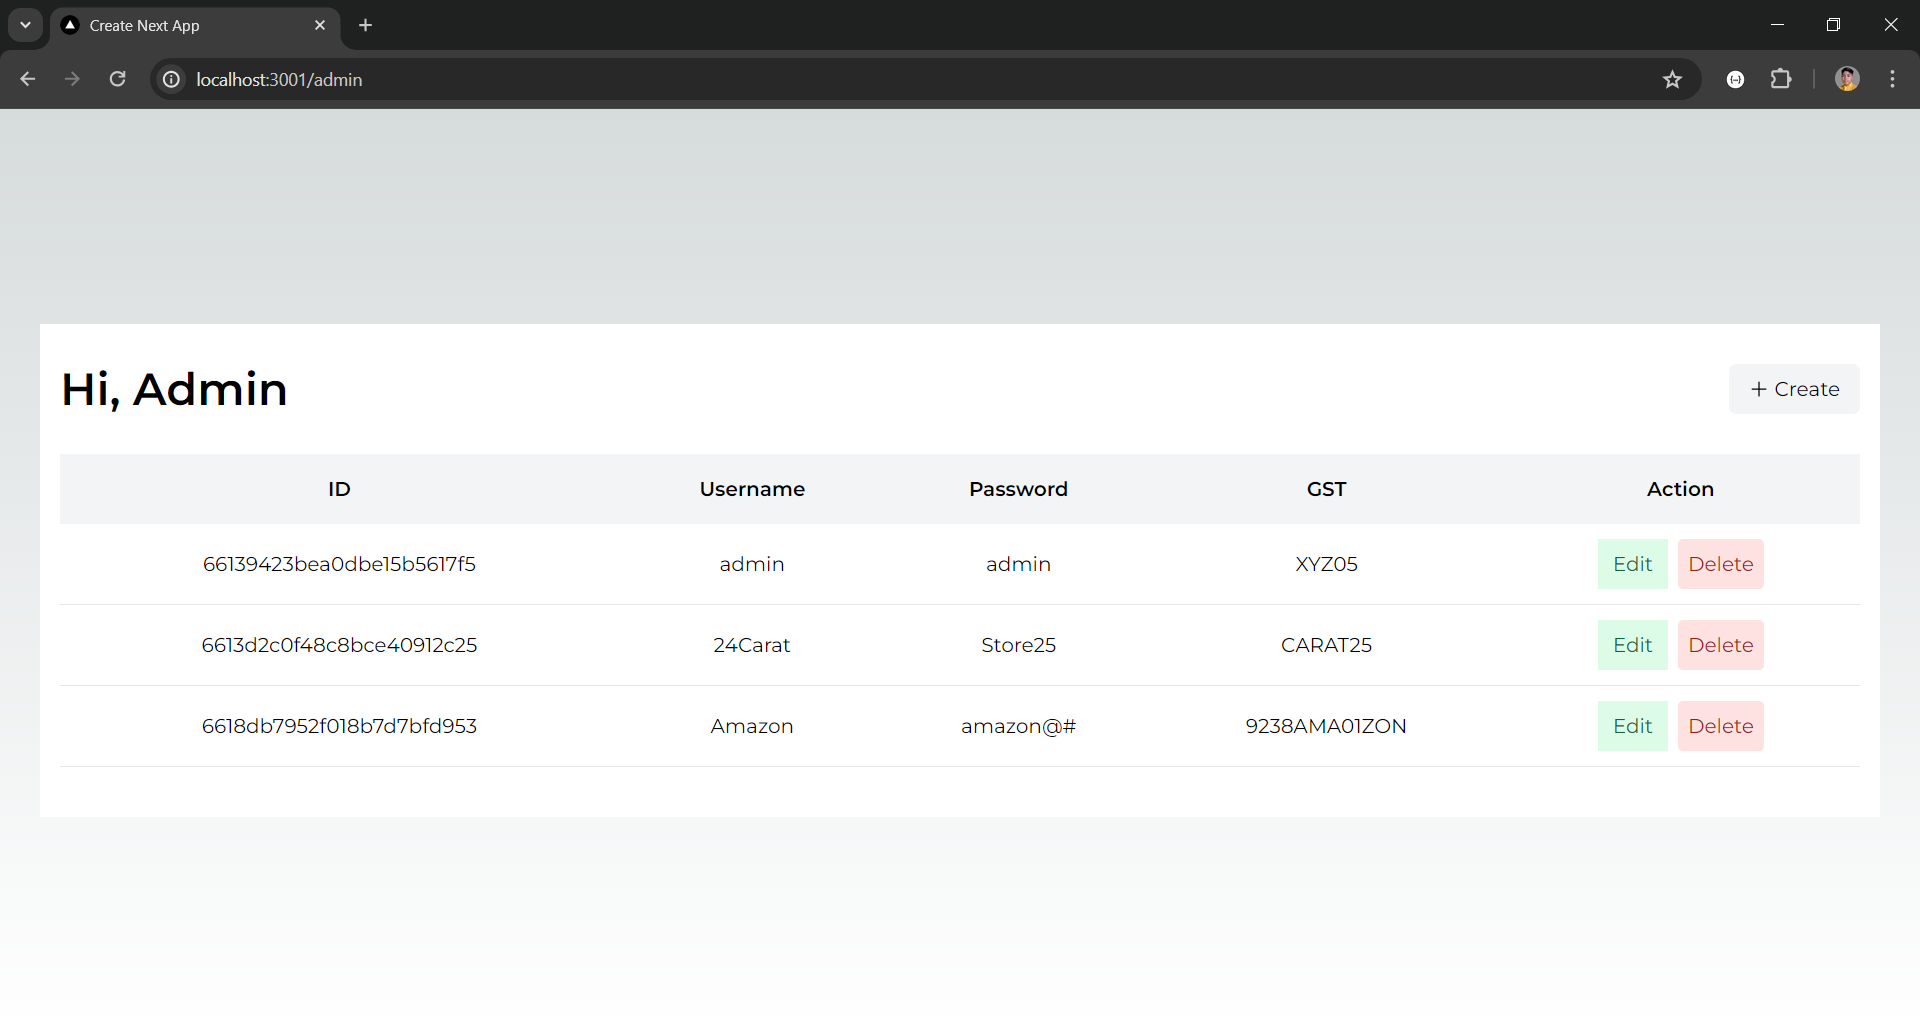 Create Next App
localhost:3001/admin
Hi, Admin
+ Create
ID Username Password GST Action
66139423bea0dbe15b5617f5 admin admin XYZ05 Edit Delete
6613d2c0f48c8bce40912c25 24Carat Store25 CARAT25 Edit Delete
6618db7952f018b7d7bfd953 Amazon amazon@# 9238AMA01ZON Edit Delete